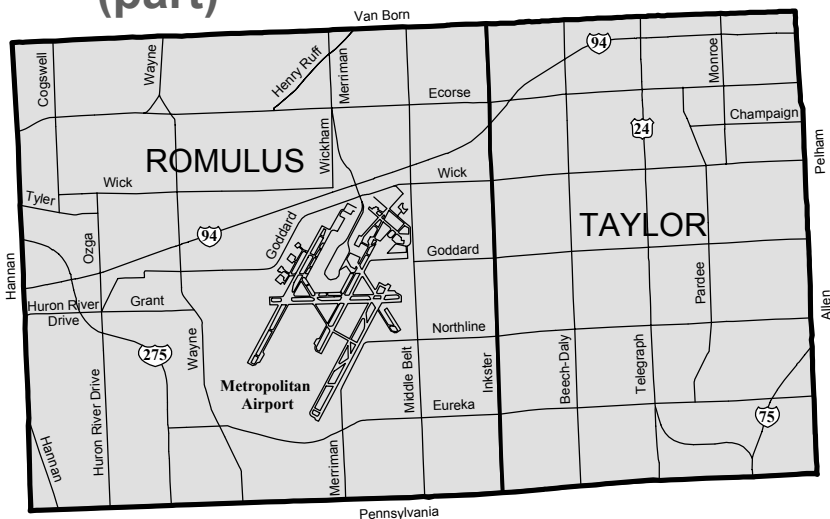 (part)
Van Born
Cogswell
Wayne
Henry Ruff
Merriman
94
Monroe
Ecorse
Champaign
24
Wickham
ROMULUS
Wick
Wick
Pelham
Tyler
TAYLOR
Goddard
94
Ozga
Goddard
Pardee
Hannan
Huron River
Drive
Grant
Allen
Northline
275
Wayne
Metropolitan
Airport
Middle Belt
Inkster
Beech-Daly
Telegraph
Huron River Drive
Eureka
75
Hannan
Merriman
Pennsylvania